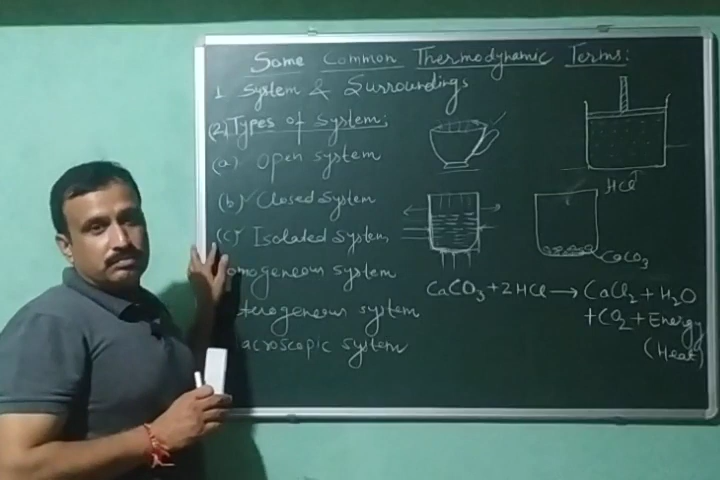 Some Common Thermodynamic Terms:
1 System & Surroundings
(2) Types of System:
(a) Open system
(b) Closed System
(c) Isolated System
omogeneous system
terogeneous system
acroscopic system
HCl
CaCO3
CaCO3 + 2HCl → CaCl2 + H2O
+ CO2 + Energy
(Heat)